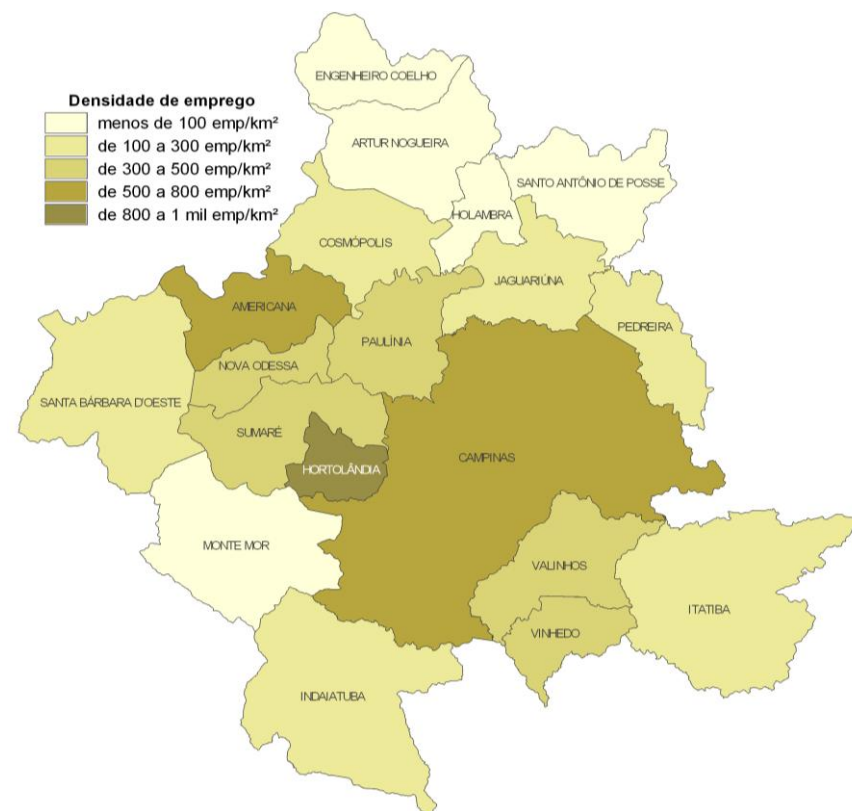 ENGENHEIRO COELHO
Densidade de emprego
menos de 100 emp/km²
de 100 a 300 emp/km²
de 300 a 500 emp/km²
de 500 a 800 emp/km²
de 800 a 1 mil emp/km²
ARTUR NOGUEIRA
SANTO ANTÔNIO DE POSSE
HOLAMBRA
COSMÓPOLIS
JAGUARIÚNA
AMERICANA
PEDREIRA
PAULÍNIA
NOVA ODESSA
SANTA BÁRBARA D'OESTE
SUMARÉ
CAMPINAS
HORTOLÂNDIA
MONTE MOR
VALINHOS
ITATIBA
VINHEDO
INDAIATUBA